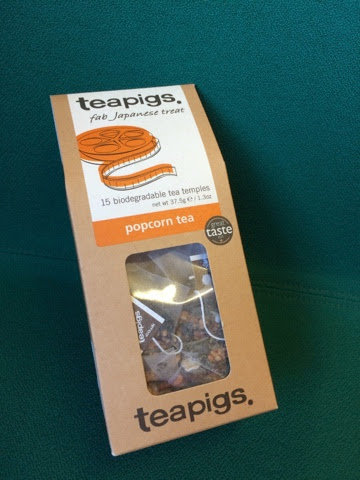 teapigs.
fab Japanese treat
15 biodegradable tea temples
net wt 37.5g e / 1.3oz
popcorn tea
great
taste
teapigs
teapigs.